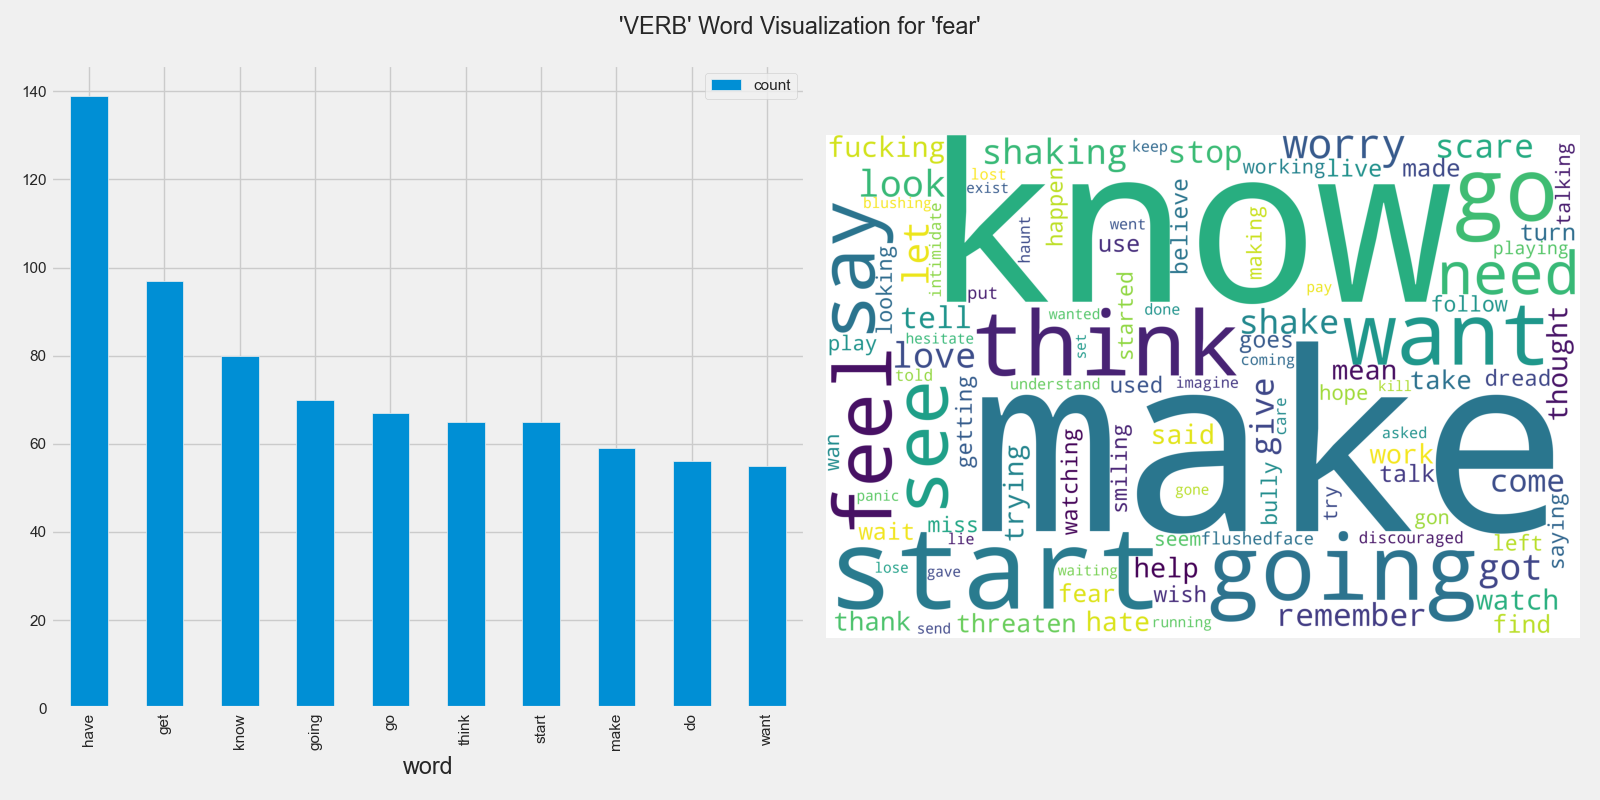 'VERB' Word Visualization for 'fear'
count
140
120
100
80
60
40
20
0
have
get
know
going
go
think
start
make
do
want
word
fucking
shaking
keep
stop
worry
scare
talking
look
lost
exist
happen
working
live
made
know
go
blushing
say
let
intimidate
haunt
went
use
believe
making
turn
playing
looking
put
pay
need
follow
tell
wanted
started
done
shake
want
thought
play
hesitate
think
set
goes
love
coming
mean
told
understand
used
imagine
take
dread
hope
kill
feel
see
getting
make
give
care
wan
trying
watching
smiling
said
asked
work
talk
come
panic
gone
bully
try
wait
miss
lie
seem
flushedface
gon
discouraged
left
saying
start
going
got
lose
gave
waiting
help
fear
wish
remember
watch
thank
send
threaten
hate
running
find